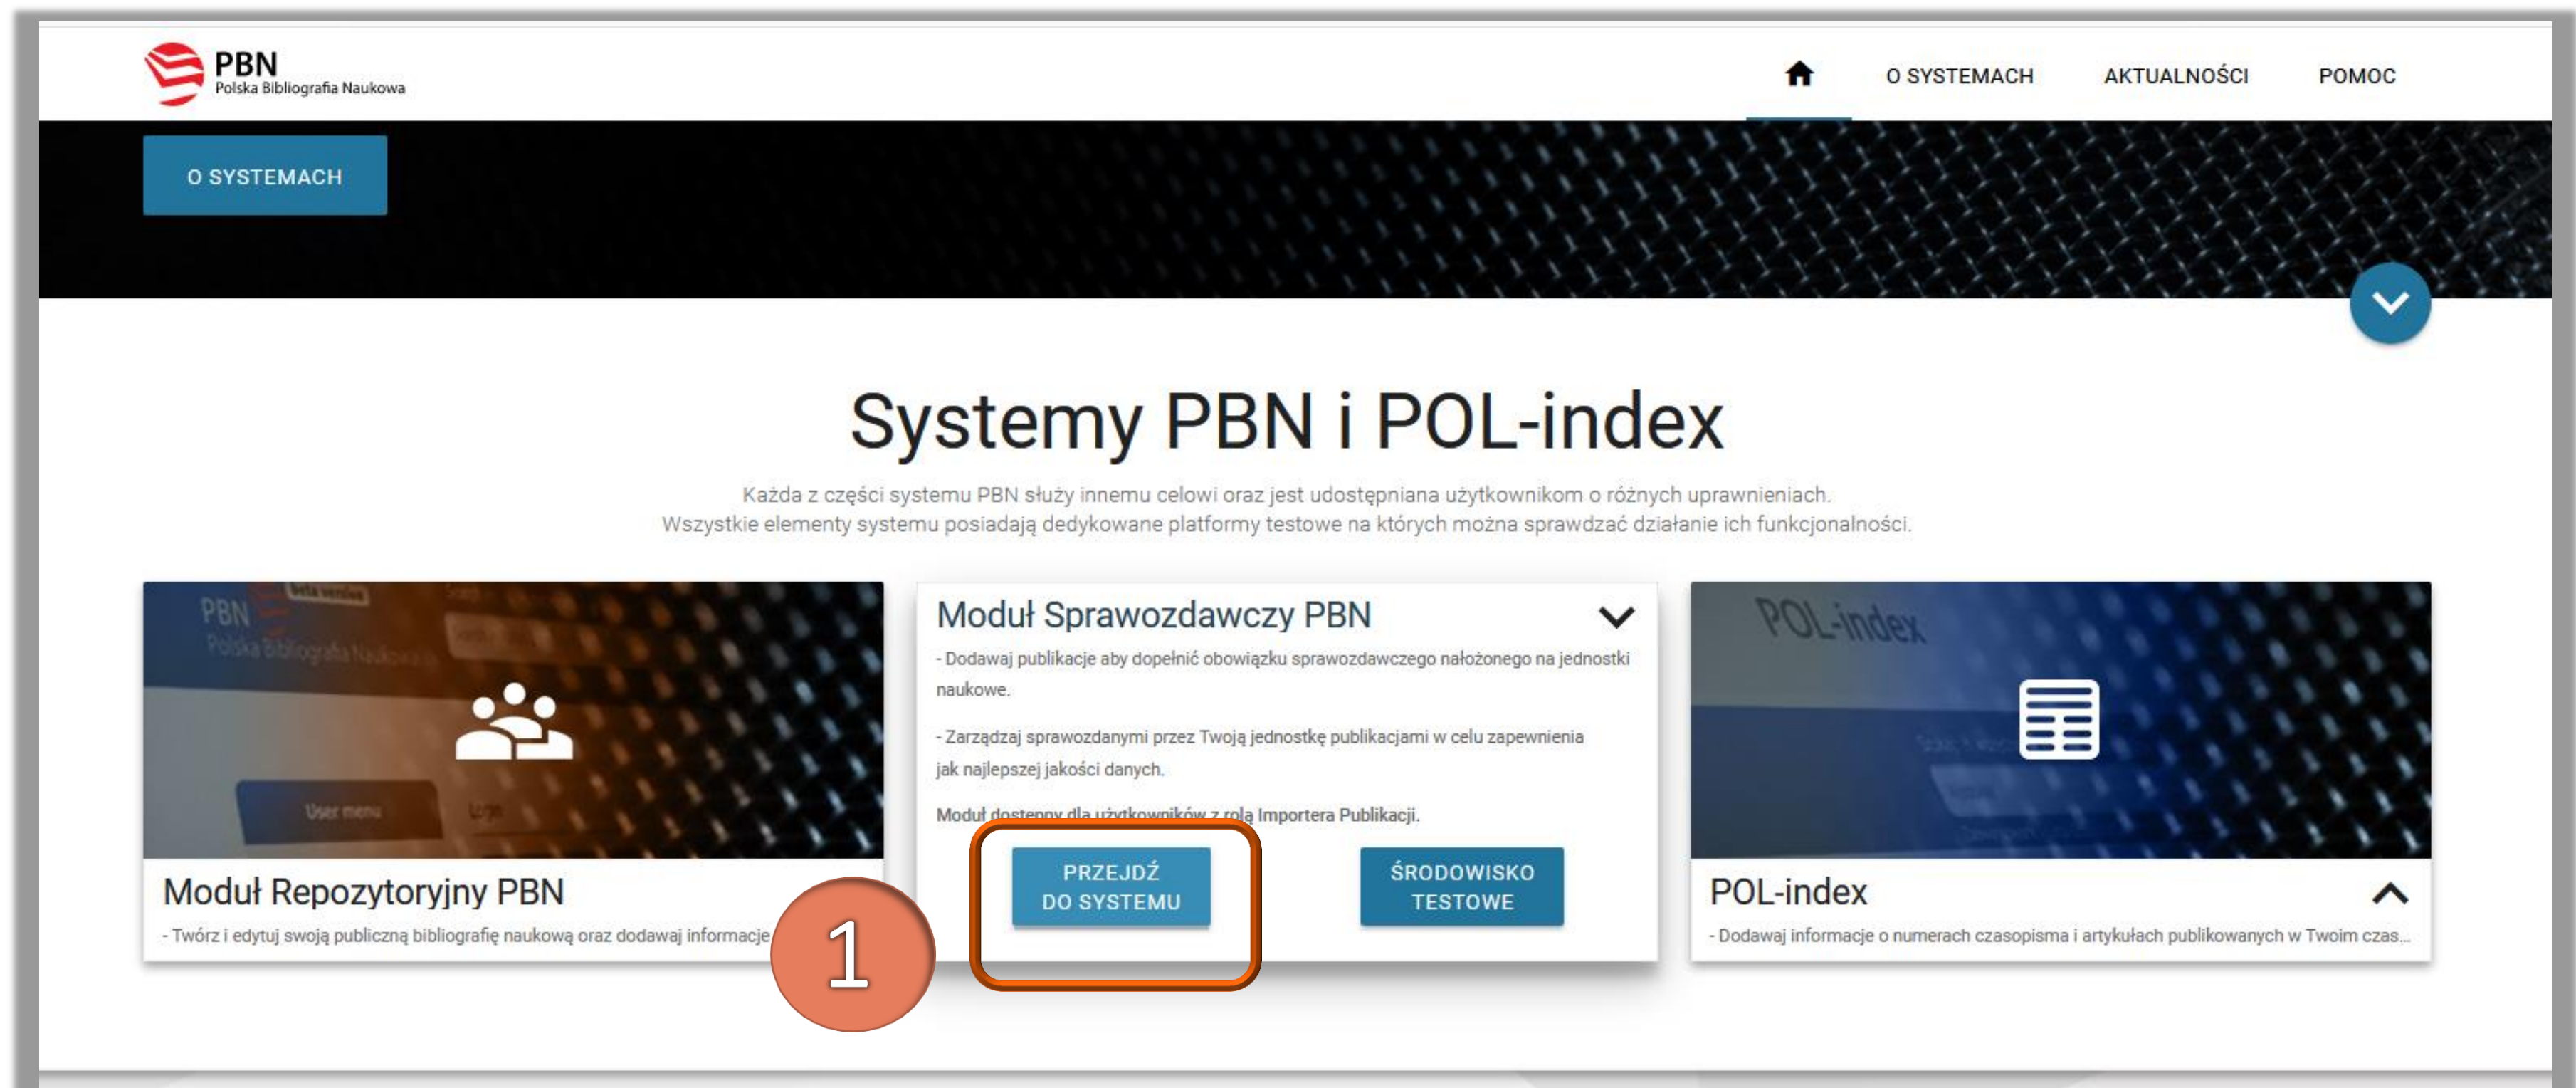 PBN
Polska Bibliografia Naukowa
O SYSTEMACH
AKTUALNOŚCI
POMOC
O SYSTEMACH
Systemy PBN i POL-index
Każda z części systemu PBN służy innemu celowi oraz jest udostępniana użytkownikom o różnych uprawnieniach.
Wszystkie elementy systemu posiadają dedykowane platformy testowe na których można sprawdzać działanie ich funkcjonalności.
PBN
beta version
Polska Bibliografia Naukowa
User menu
Login
Moduł Repozytoryjny PBN
- Twórz i edytuj swoją publiczną bibliografię naukową oraz dodawaj informacje
Moduł Sprawozdawczy PBN
- Dodawaj publikacje aby dopełnić obowiązku sprawozdawczego nałożonego na jednostki
naukowe.
- Zarządzaj sprawozdanymi przez Twoją jednostkę publikacjami w celu zapewnienia
jak najlepszej jakości danych.
Moduł dostępny dla użytkowników z rolą Importera Publikacji.
PRZEJDŹ
DO SYSTEMU
ŚRODOWISKO
TESTOWE
1
POL-index
POL-index
- Dodawaj informacje o numerach czasopisma i artykułach publikowanych w Twoim czas...